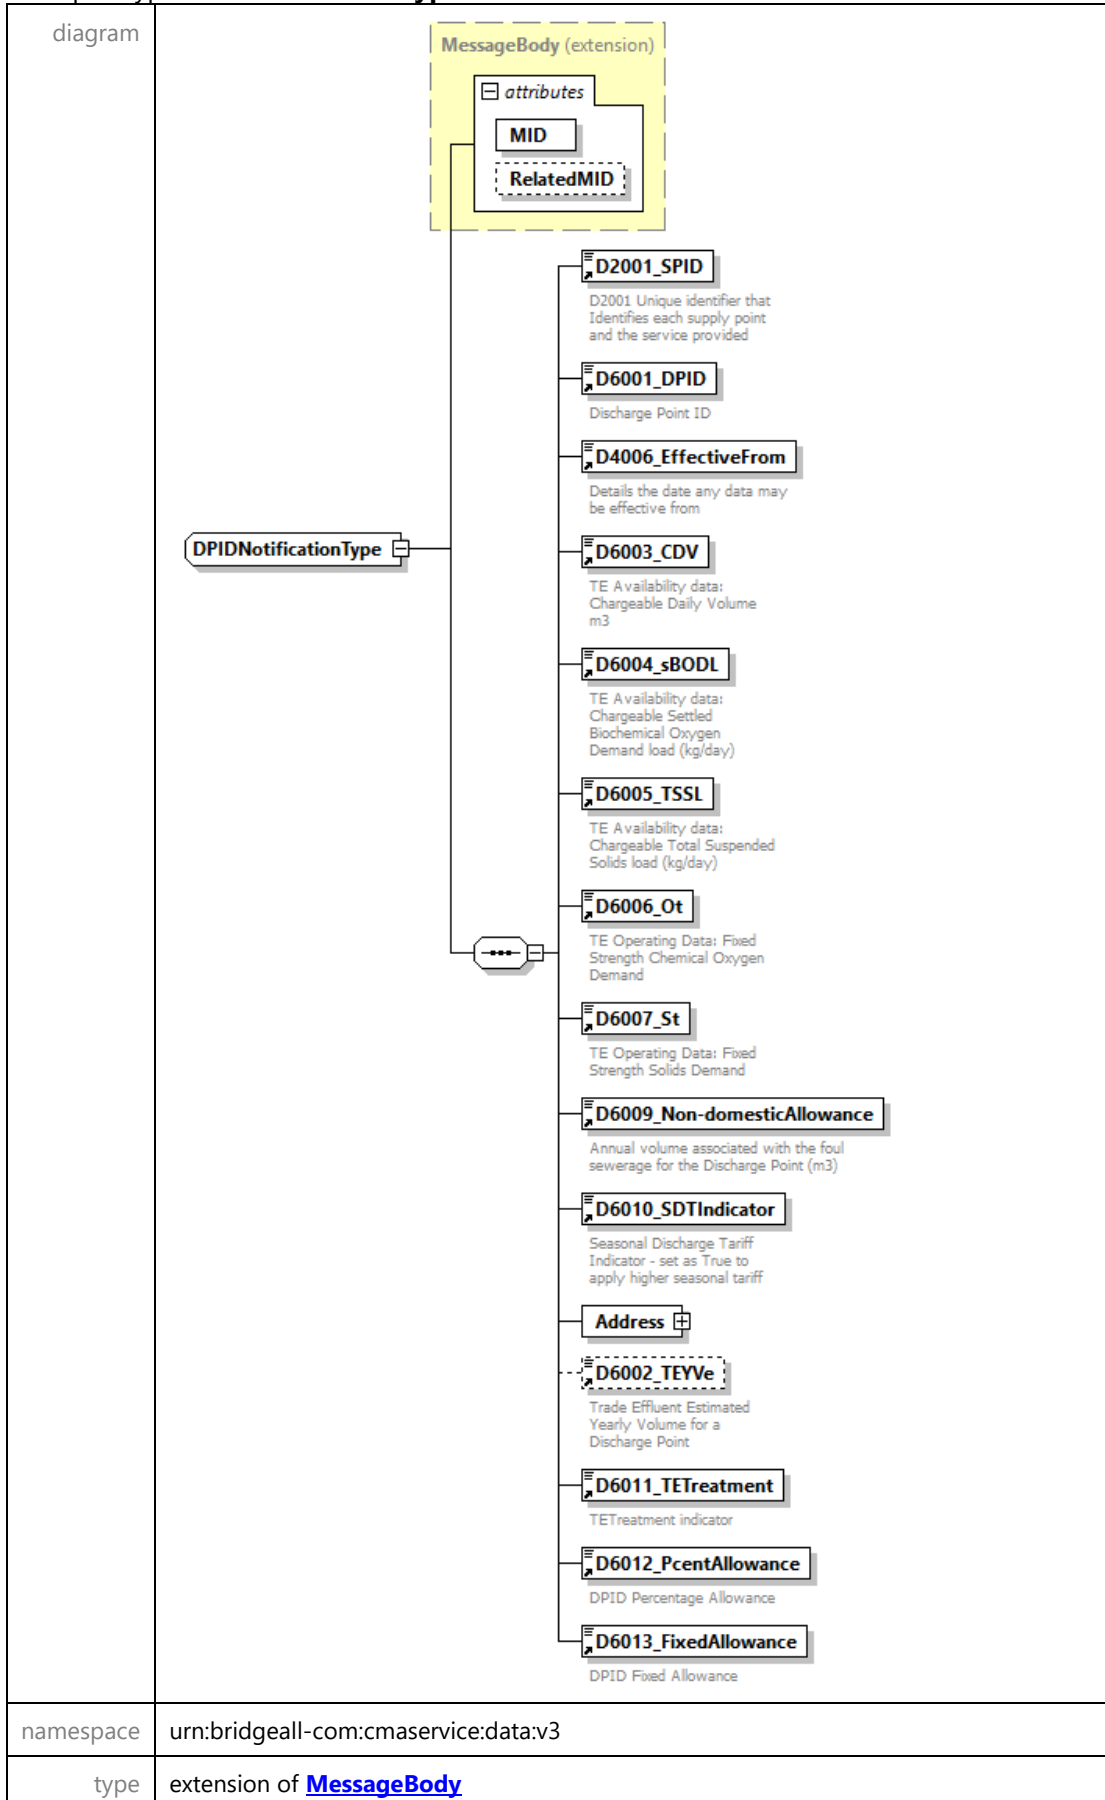 diagram
MessageBody (extension)
attributes
MID
RelatedMID
D2001_SPID
D2001 Unique identifier that
Identifies each supply point
and the service provided
D6001_DPID
Discharge Point ID
D4006_EffectiveFrom
Details the date any data may
be effective from
DPIDNotificationType
D6003_CDV
TE Availability data:
Chargeable Daily Volume
m3
D6004_sBODL
TE Availability data:
Chargeable Settled
Biochemical Oxygen
Demand load (kg/day)
D6005_TSSL
TE Availability data:
Chargeable Total Suspended
Solids load (kg/day)
D6006_Ot
TE Operating Data: Fixed
Strength Chemical Oxygen
Demand
D6007_St
TE Operating Data: Fixed
Strength Solids Demand
D6009_Non-domesticAllowance
Annual volume associated with the foul
sewerage for the Discharge Point (m3)
D6010_SDTIndicator
Seasonal Discharge Tariff
Indicator - set as True to
apply higher seasonal tariff
Address
D6002_TEYVe
Trade Effluent Estimated
Yearly Volume for a
Discharge Point
D6011_TETreatment
TETreatment indicator
D6012_PcentAllowance
DPID Percentage Allowance
D6013_FixedAllowance
DPID Fixed Allowance
namespace urn:bridgeall-com:cmaservice:data:v3
type extension of MessageBody